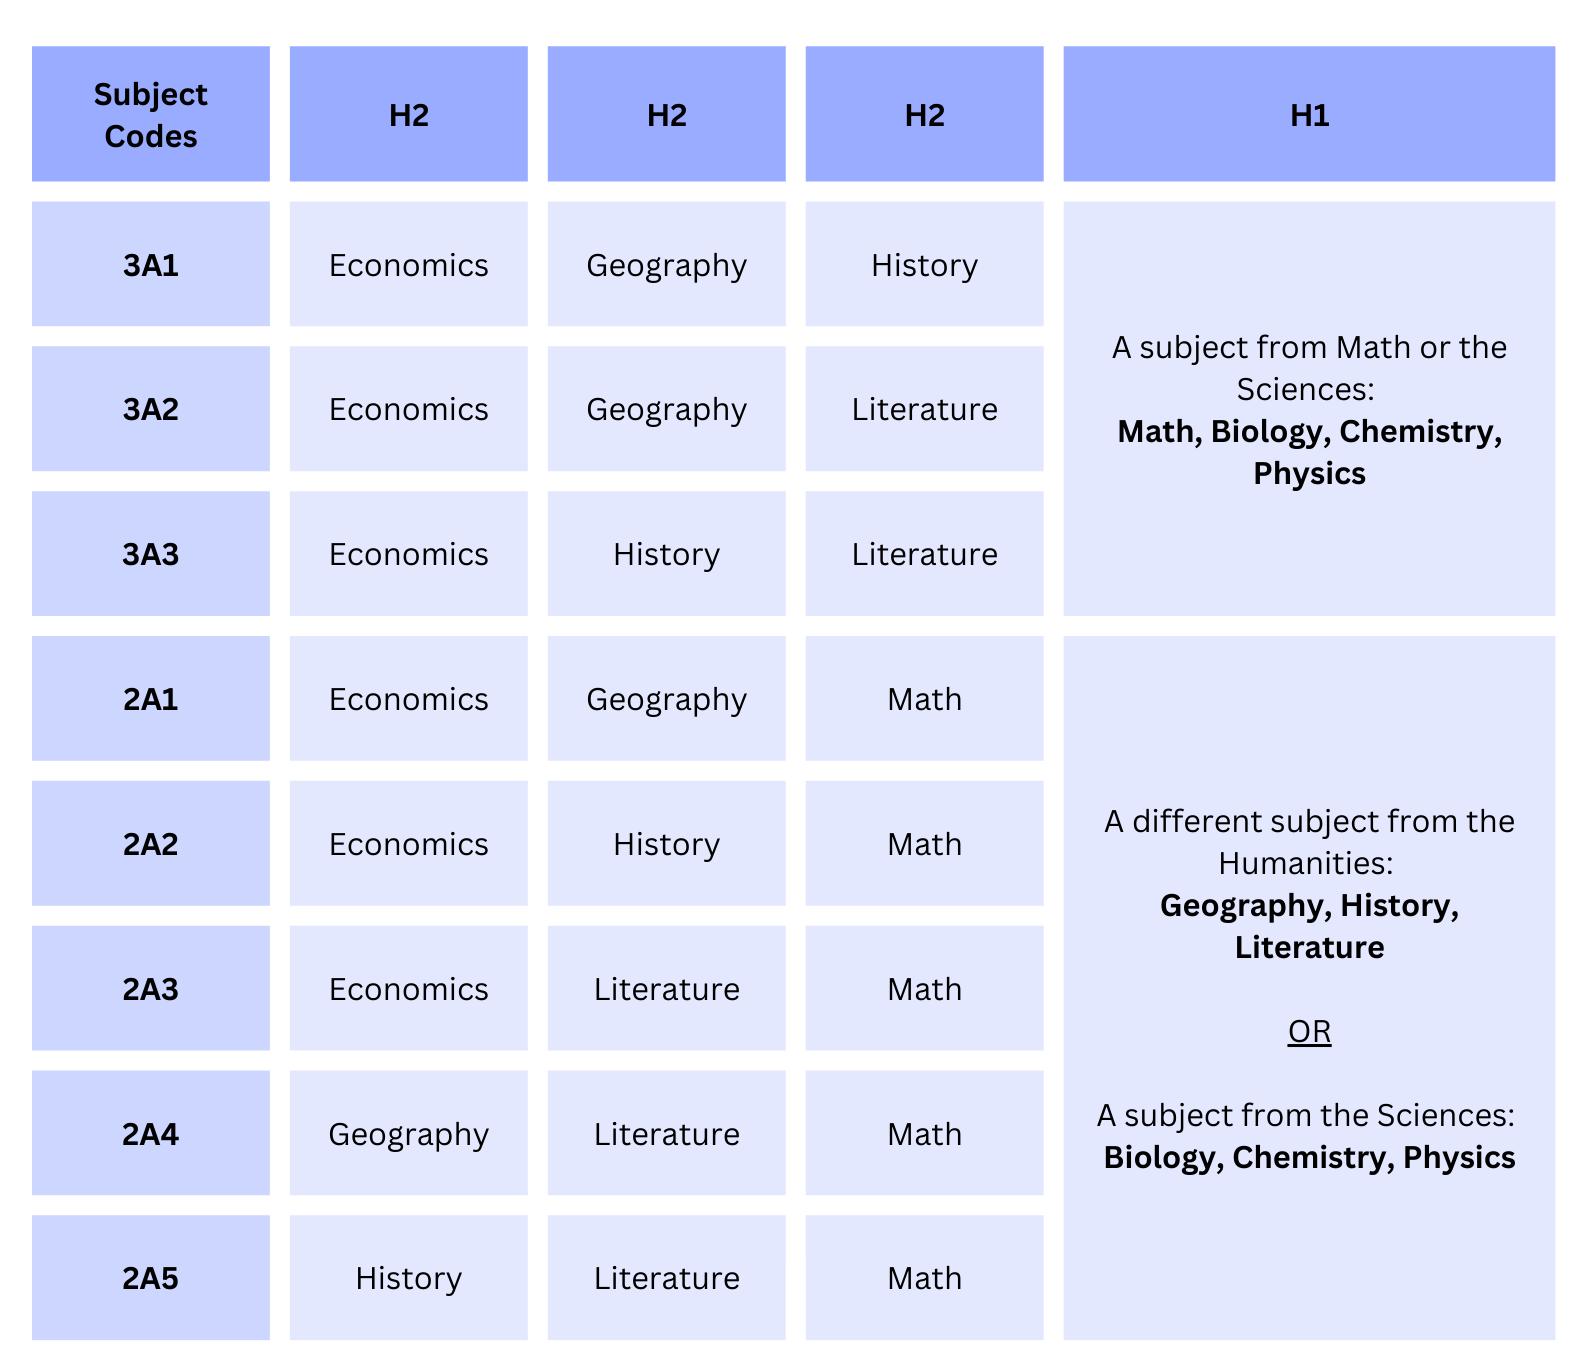 Subject
Codes
H2
H2
H2
H1
3A1
Economics
Geography
History
3A2
Economics
Geography
Literature
3A3
Economics
History
Literature
A subject from Math or the
Sciences:
Math, Biology, Chemistry,
Physics
2A1
Economics
Geography
Math
2A2
Economics
History
Math
2A3
Economics
Literature
Math
2A4
Geography
Literature
Math
2A5
History
Literature
Math
A different subject from the
Humanities:
Geography, History,
Literature
OR
A subject from the Sciences:
Biology, Chemistry, Physics